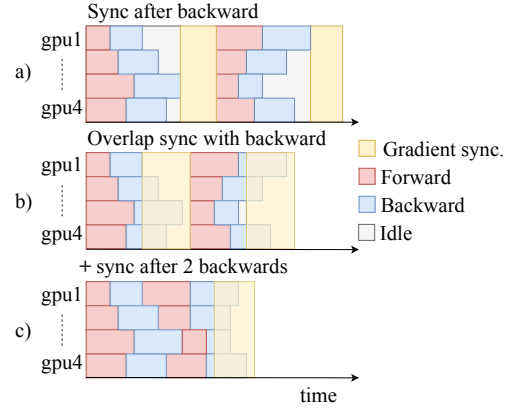 Sync after backward
gpu1
a)
gpu4
Overlap sync with backward
gpu1
b)
gpu4
Gradient sync.
Forward
Backward
Idle
+ sync after 2 backwards
gpu1
c)
gpu4
time